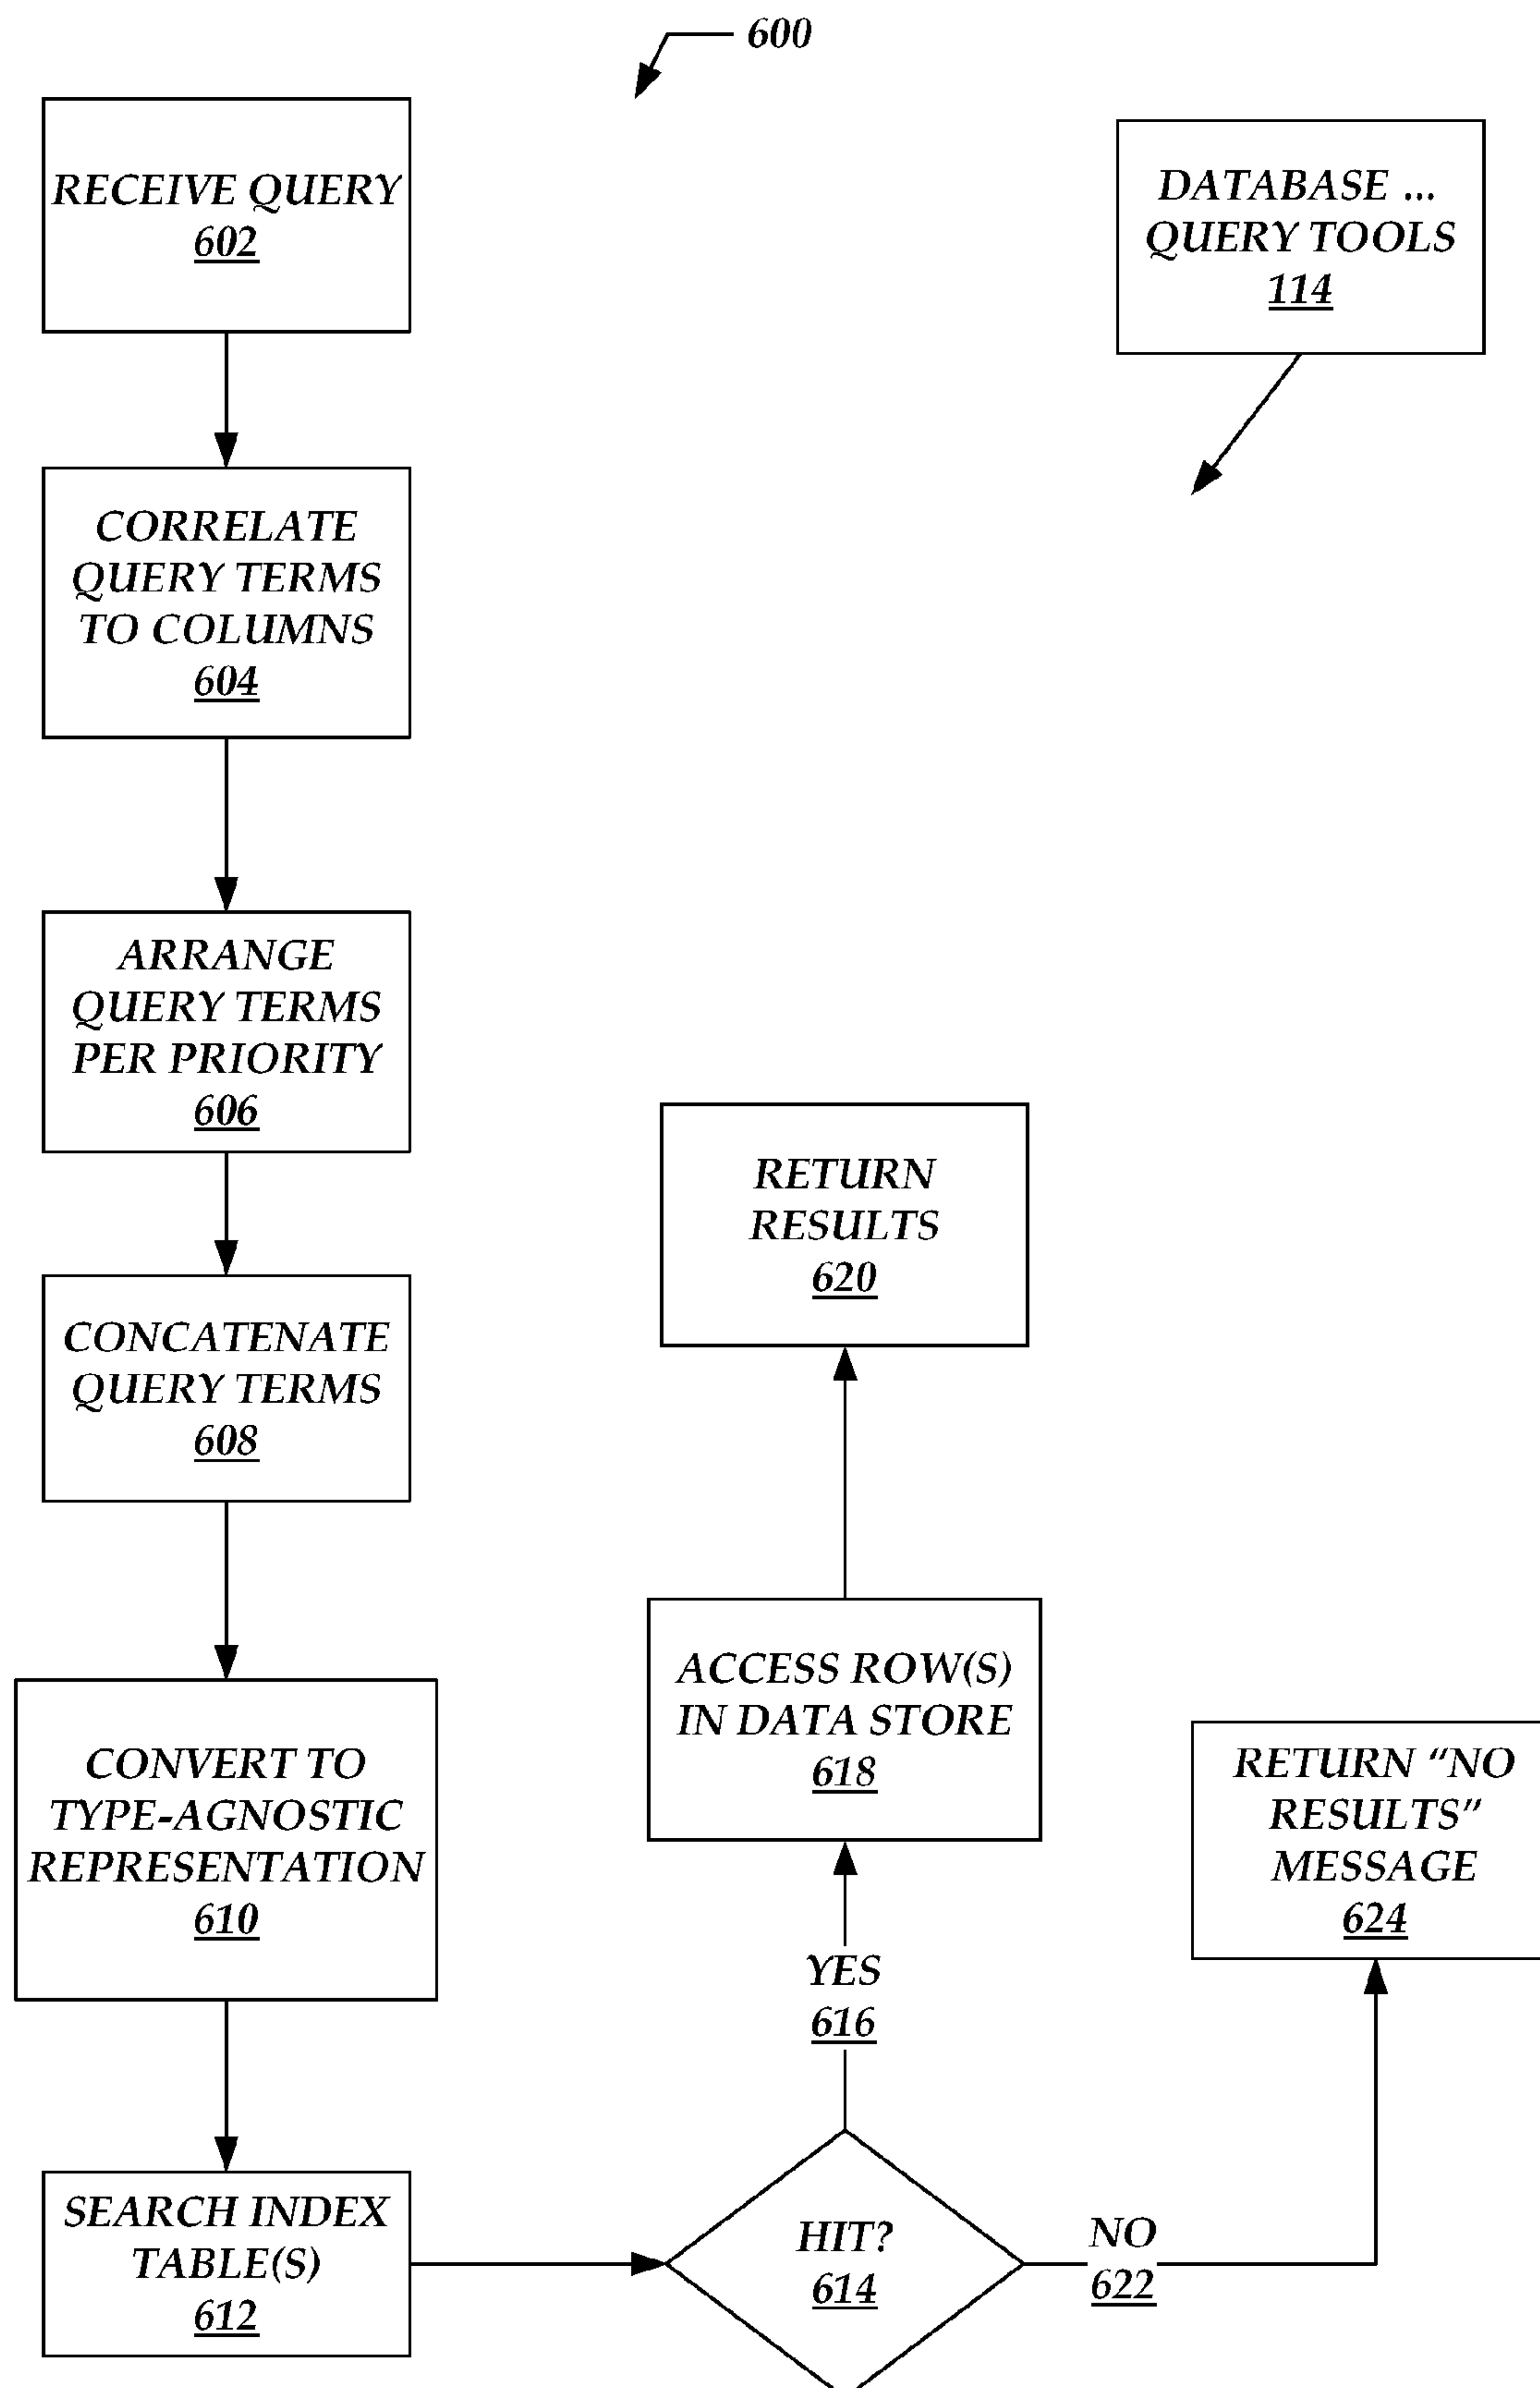 600
RECEIVE QUERY
602
DATABASE ...
QUERY TOOLS
114
CORRELATE
QUERY TERMS
TO COLUMNS
604
ARRANGE
QUERY TERMS
PER PRIORITY
606
CONCATENATE
QUERY TERMS
608
CONVERT TO
TYPE-AGNOSTIC
REPRESENTATION
610
SEARCH INDEX
TABLE(S)
612
HIT?
614
YES
616
ACCESS ROW(S)
IN DATA STORE
618
RETURN
RESULTS
620
NO
622
RETURN “NO
RESULTS”
MESSAGE
624